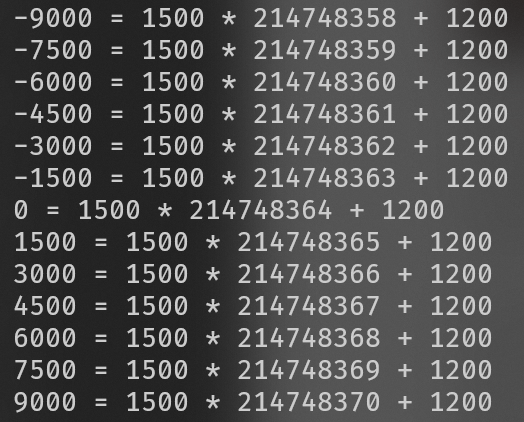 -9000 = 1500 * 214748358 + 1200
-7500 = 1500 * 214748359 + 1200
-6000 = 1500 * 214748360 + 1200
-4500 = 1500 * 214748361 + 1200
-3000 = 1500 * 214748362 + 1200
-1500 = 1500 * 214748363 + 1200
0 = 1500 * 214748364 + 1200
1500 = 1500 * 214748365 + 1200
3000 = 1500 * 214748366 + 1200
4500 = 1500 * 214748367 + 1200
6000 = 1500 * 214748368 + 1200
7500 = 1500 * 214748369 + 1200
9000 = 1500 * 214748370 + 1200